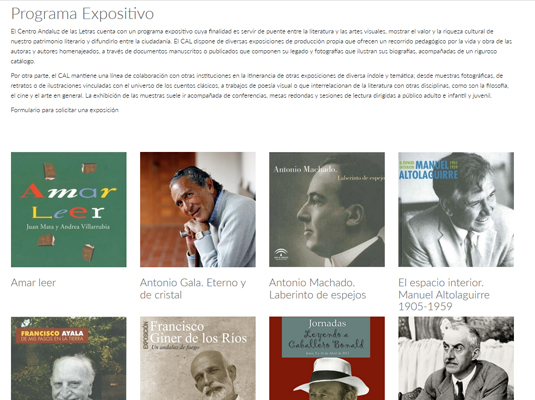 Programa Expositivo
El Centro Andaluz de las Letras cuenta con un programa expositivo cuya finalidad es servir de puente entre la literatura y las artes visuales, mostrar el valor y la riqueza cultural de
nuestro patrimonio literario y difundirlo entre la ciudadanía. El CAL dispone de diversas exposiciones de producción propia que ofrecen un recorrido pedagógico por la vida y obra de las
autoras y autores homenajeados, a través de documentos manuscritos o publicados que componen su legado y fotografías que ilustran sus biografías, acompañadas de un riguroso
catálogo.
Por otra parte, el CAL mantiene una línea de colaboración con otras instituciones en la itinerancia de otras exposiciones de diversa índole y temática; desde muestras fotográficas, de
retratos o de ilustraciones vinculadas con el universo de los cuentos clásicos, a trabajos de poesía visual o que interrelacionan de la literatura con otras disciplinas, como son la filosofía,
el cine y el arte en general. La exhibición de las muestras suele ir acompañada de conferencias, mesas redondas y sesiones de lectura dirigidas a público adulto e infantil y juvenil.
Formulario para solicitar una exposición
Amar
Leer
Juan Mata y Andrea Villarrubia
Antonio Machado.
Laberinto de espejos
EL ESPACIO
INTERIOR
MANUEL
ALTOLAGUIRRE
1905
1959
Amar leer
Antonio Gala. Eterno y
de cristal
Antonio Machado.
Laberinto de espejos
El espacio interior.
Manuel Altolaguirre
1905-1959
FRANCISCO AYALA
DE MIS PASOS EN LA TIERRA
Francisco
Giner de los Ríos
Un andaluz de fuego
Jornadas
Leyendo a
Caballero Bonald